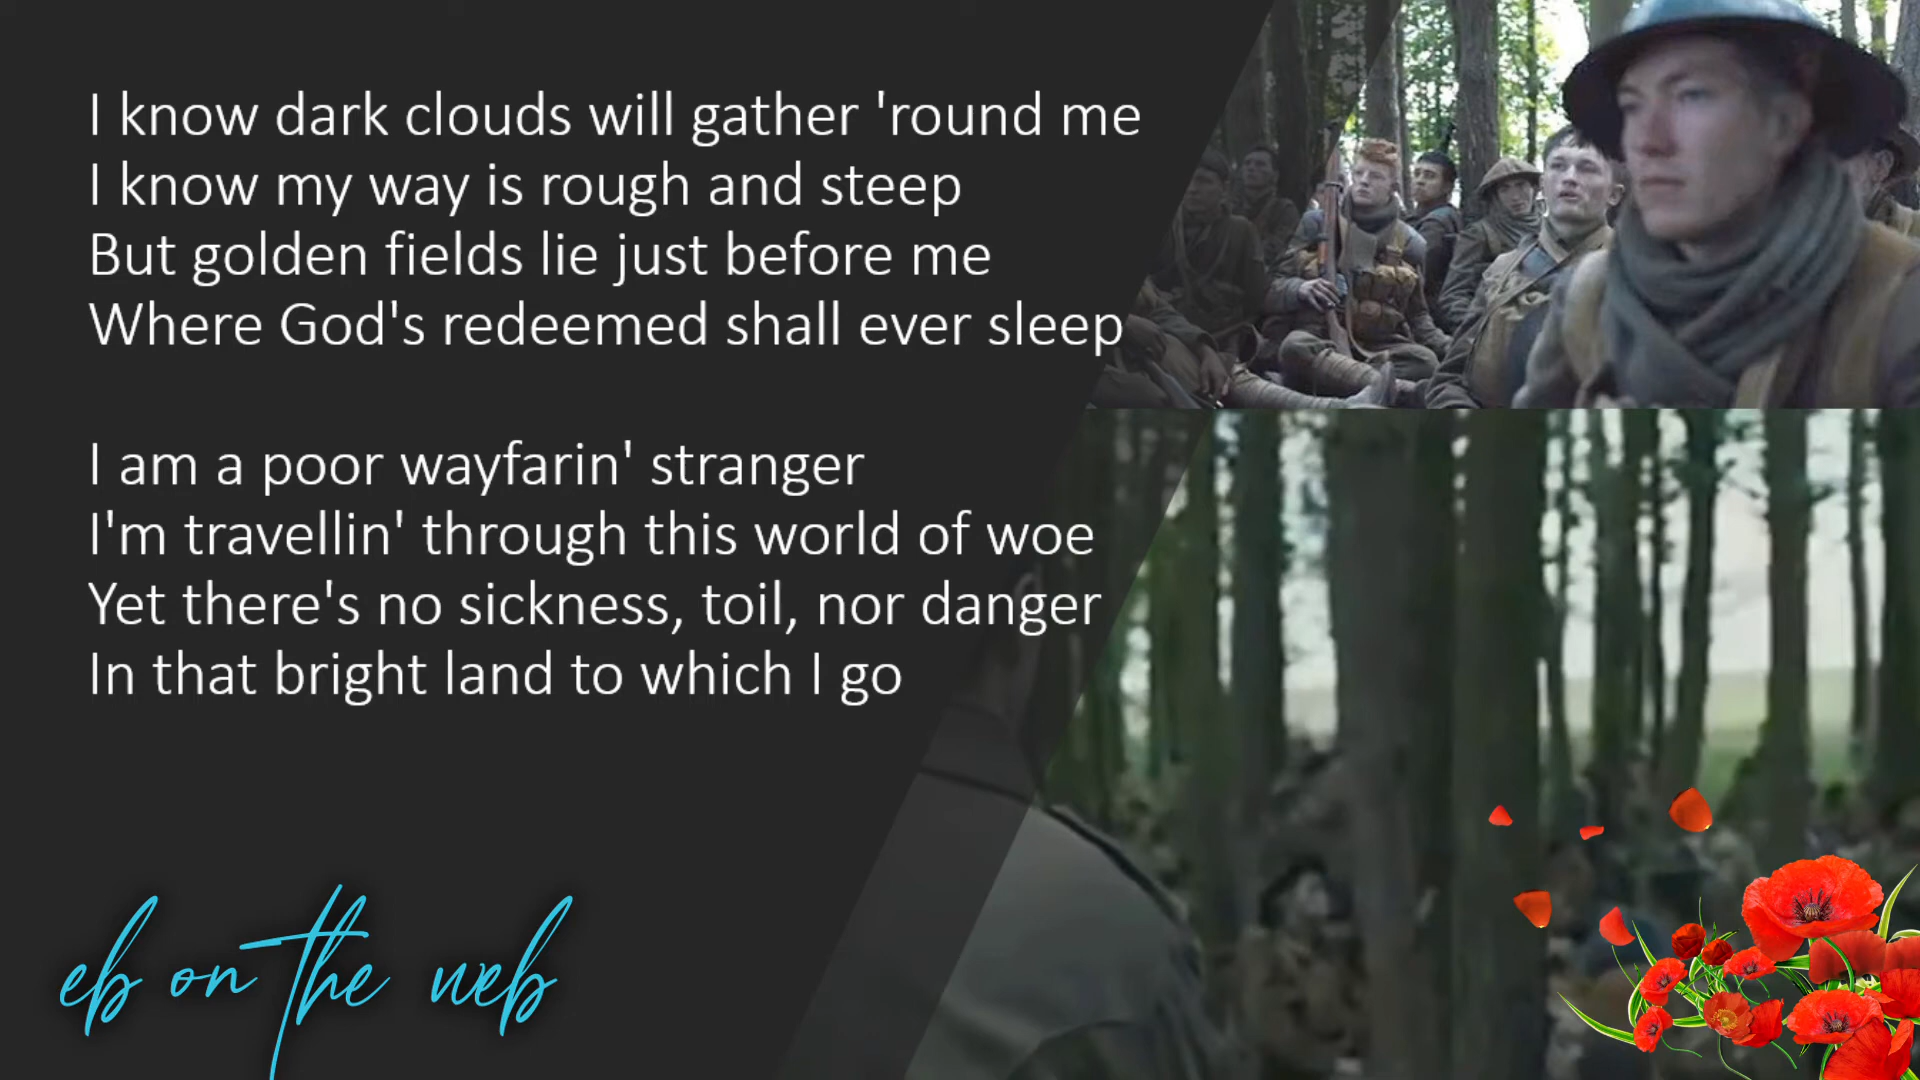 I know dark clouds will gather 'round me
I know my way is rough and steep
But golden fields lie just before me
Where God's redeemed shall ever sleep
I am a poor wayfarin' stranger
I'm travellin' through this world of woe
Yet there's no sickness, toil, nor danger
In that bright land to which I go
eb on the web